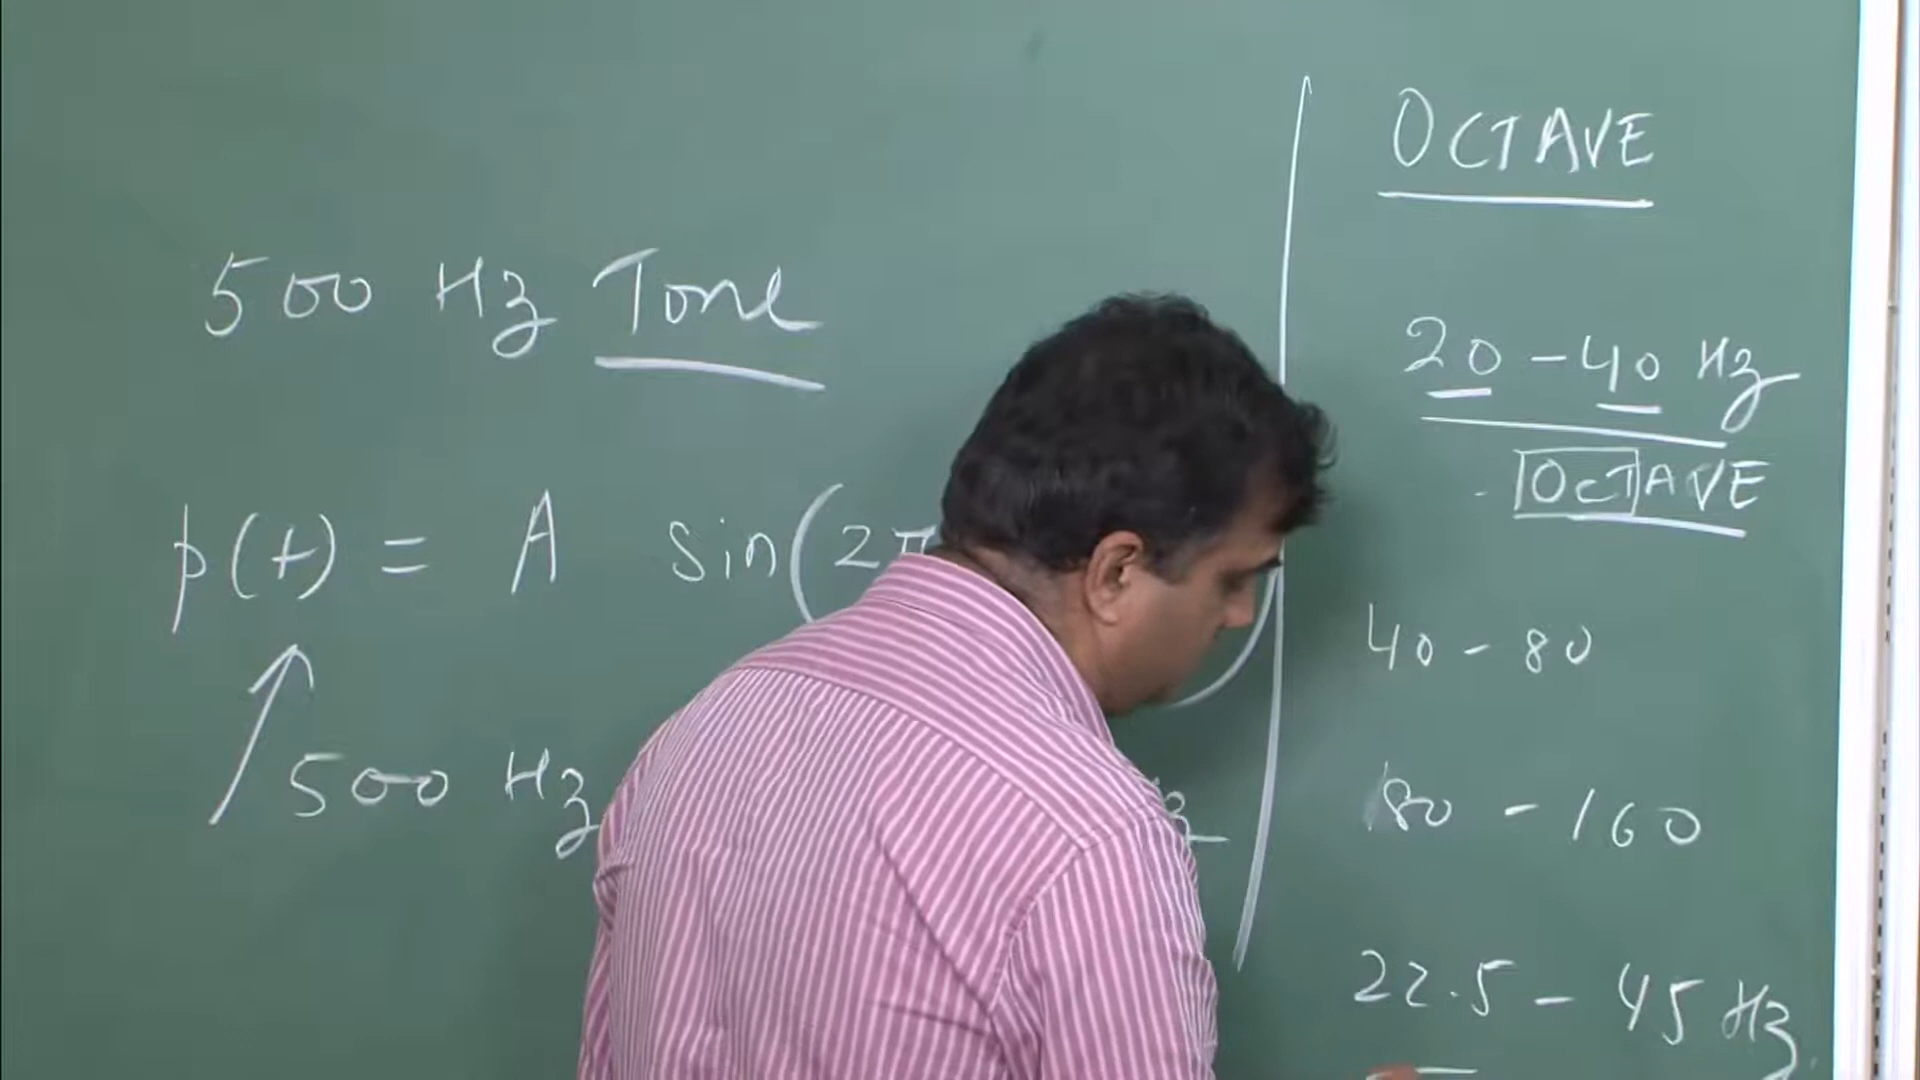 500 Hz Tone
p(t) = A sin(2π
500 Hz
OCTAVE
20 - 40 Hz
OCTAVE
40 - 80
80 - 160
22.5 - 45 Hz